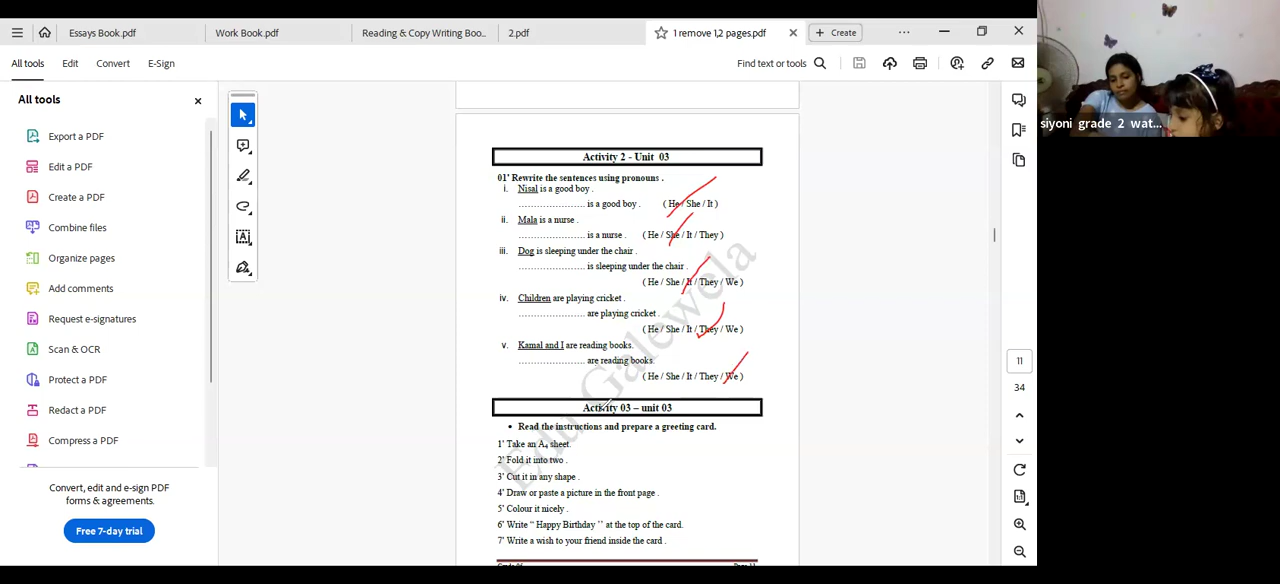 Essays Book.pdf
Work Book.pdf
Reading & Copy Writing Boo...
2.pdf
1 remove 1,2 pages.pdf
+ Create
All tools
Edit
Convert
E-Sign
Find text or tools
All tools
Export a PDF
Edit a PDF
Create a PDF
Combine files
Organize pages
Add comments
Request e-signatures
Scan & OCR
Protect a PDF
Redact a PDF
Compress a PDF
Convert, edit and e-sign PDF
forms & agreements.
Free 7-day trial
Activity 2 - Unit 03
01' Rewrite the sentences using pronouns .
i. Nisal is a good boy .
...................... is a good boy . ( He / She / It )
ii. Mala is a nurse .
...................... is a nurse . ( He / She / It / They )
iii. Dog is sleeping under the chair .
...................... is sleeping under the chair .
( He / She / It / They / We )
iv. Children are playing cricket .
...................... are playing cricket .
( He / She / It / They / We )
v. Kamal and I are reading books.
...................... are reading books.
( He / She / It / They / We )
Activity 03 – unit 03
• Read the instructions and prepare a greeting card.
1' Take an A4 sheet.
2' Fold it into two .
3' Cut it in any shape .
4' Draw or paste a picture in the front page .
5' Colour it nicely .
6' Write “ Happy Birthday ’’ at the top of the card.
7' Write a wish to your friend inside the card .
Edu Galewela
11
34
siyoni grade 2 wat...